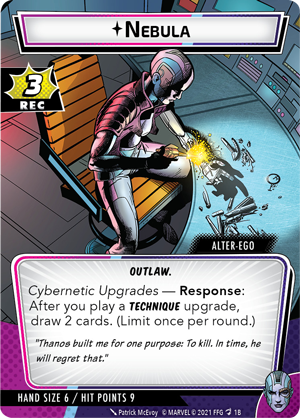 NEBULA
3
REC
ALTER-EGO
OUTLAW.
Cybernetic Upgrades — Response:
After you play a TECHNIQUE upgrade,
draw 2 cards. (Limit once per round.)
"Thanos built me for one purpose: To kill. In time, he
will regret that."
HAND SIZE 6 / HIT POINTS 9
Patrick McEvoy © MARVEL © 2021 FFG 1B